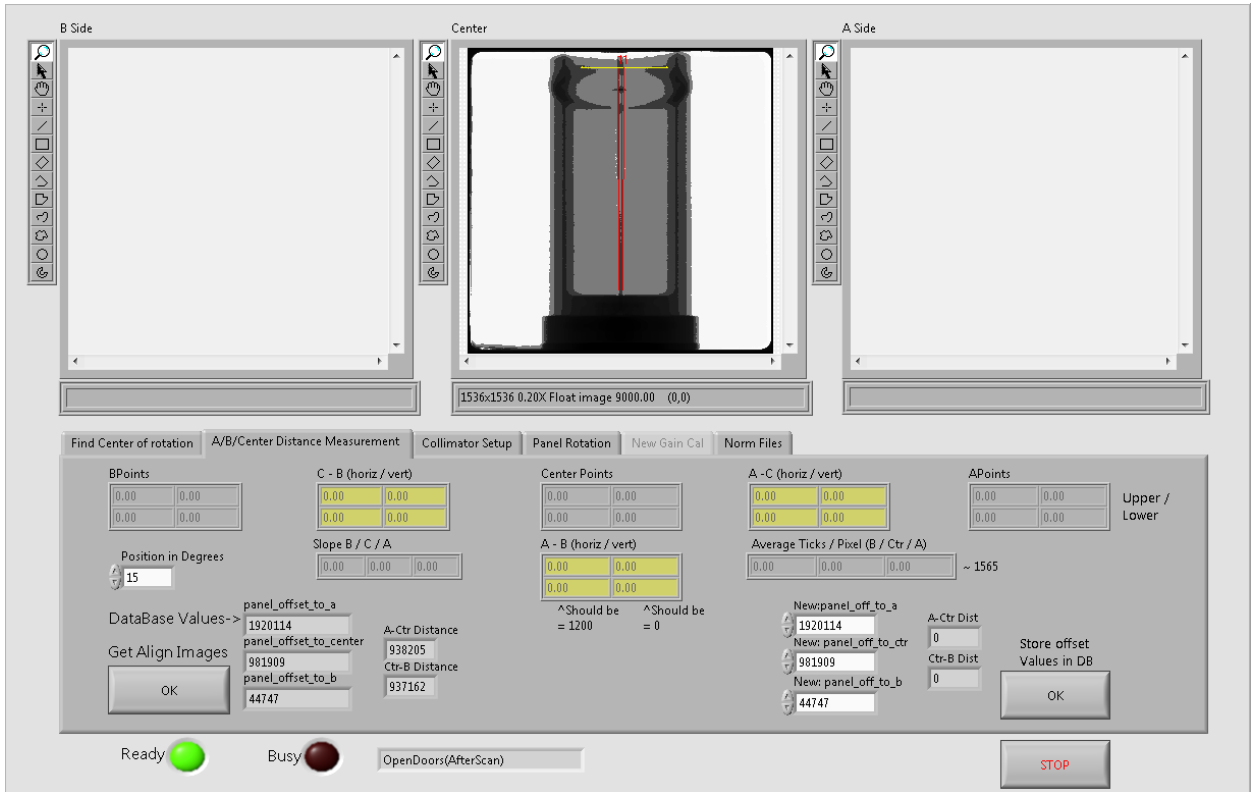 B Side
Center
A Side
1536x1536 0.20X Float image 9000.00 (0,0)
Find Center of rotation
A/B/Center Distance Measurement
Collimator Setup
Panel Rotation
New Gain Cal
Norm Files
BPoints
0.00 0.00
0.00 0.00
C - B (horiz / vert)
0.00 0.00
0.00 0.00
Center Points
0.00 0.00
0.00 0.00
A -C (horiz / vert)
0.00 0.00
0.00 0.00
APoints
0.00 0.00
0.00 0.00
Upper /
Lower
Position in Degrees
15
Slope B / C / A
0.00 0.00 0.00
A - B (horiz / vert)
0.00 0.00
0.00 0.00
^Should be
= 1200
^Should be
= 0
Average Ticks / Pixel (B / Ctr / A)
0.00 0.00 0.00
~ 1565
DataBase Values->
panel_offset_to_a
1920114
panel_offset_to_center
981909
panel_offset_to_b
44747
A-Ctr Distance
938205
Ctr-B Distance
937162
Get Align Images
OK
New:panel_off_to_a
1920114
New: panel_off_to_ctr
981909
New: panel_off_to_b
44747
A-Ctr Dist
0
Ctr-B Dist
0
Store offset
Values in DB
OK
Ready
Busy
OpenDoors(AfterScan)
STOP